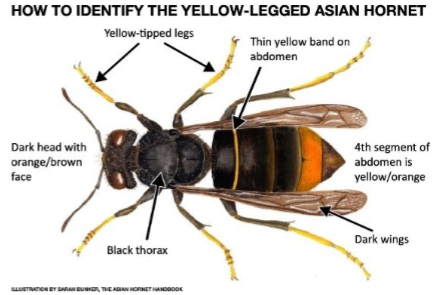 HOW TO IDENTIFY THE YELLOW-LEGGED ASIAN HORNET
Yellow-tipped legs
Thin yellow band on
abdomen
Dark head with
orange/brown
face
4th segment of
abdomen is
yellow/orange
Black thorax
Dark wings
ILLUSTRATION BY SARAH BUNKER, THE ASIAN HORNET HANDBOOK